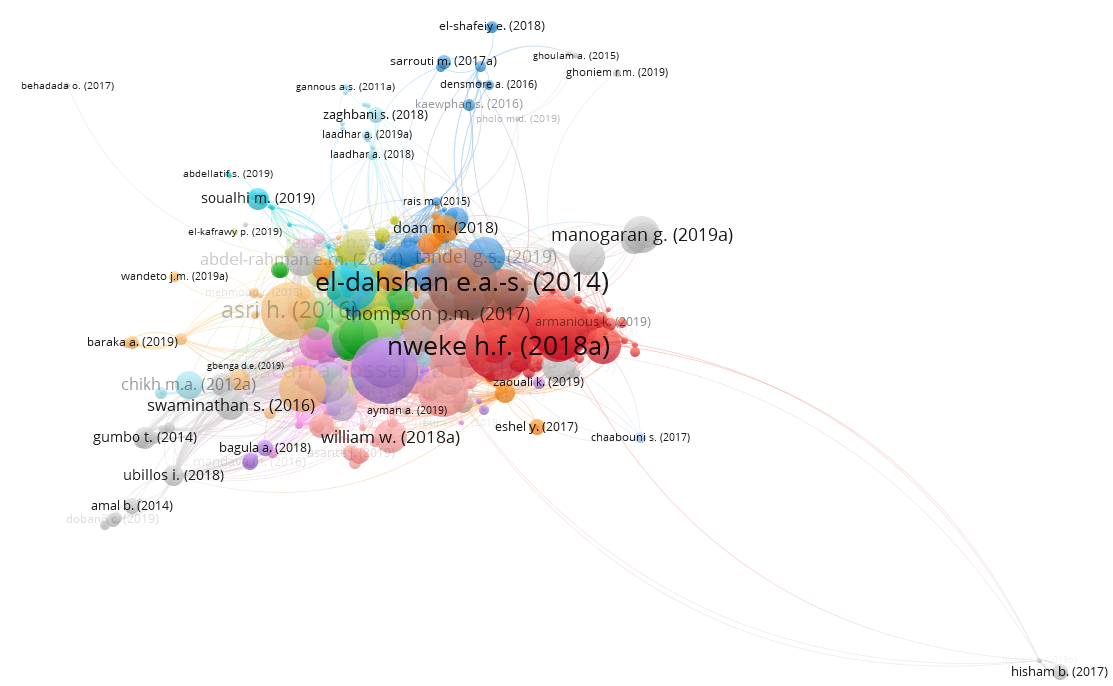 el-shafeiy e. (2018)
ghoulam a. (2015)
sarrouti m. (2017a)
ghoniem r.m. (2019)
behadada o. (2017)
gannous a.s. (2011a)
densmore a. (2016)
kaewphan s. (2016)
zaghbani s. (2018)
pholo m.d. (2019)
laadhar a. (2019a)
laadhar a. (2018)
abdellatif s. (2019)
soualhi m. (2019)
rais m. (2015)
el-kafrawy p. (2019)
doan m. (2018)
manogaran g. (2019a)
abdel-rahman e.m. (2014)
tandel g.s. (2019)
wandeto j.m. (2019a)
el-dahshan e.a.-s. (2014)
asri h. (2016)
thompson p.m. (2017)
armanious k. (2019)
baraka a. (2019)
nweke h.f. (2018a)
gbenga d.e. (2019)
chikh m.a. (2012a)
zaouali k. (2019)
swaminathan s. (2016)
ayman a. (2019)
eshel y. (2017)
gumbo t. (2014)
william w. (2018a)
chaabouni s. (2017)
bagula a. (2018)
ubillos i. (2018)
amal b. (2014)
hisham b. (2017)